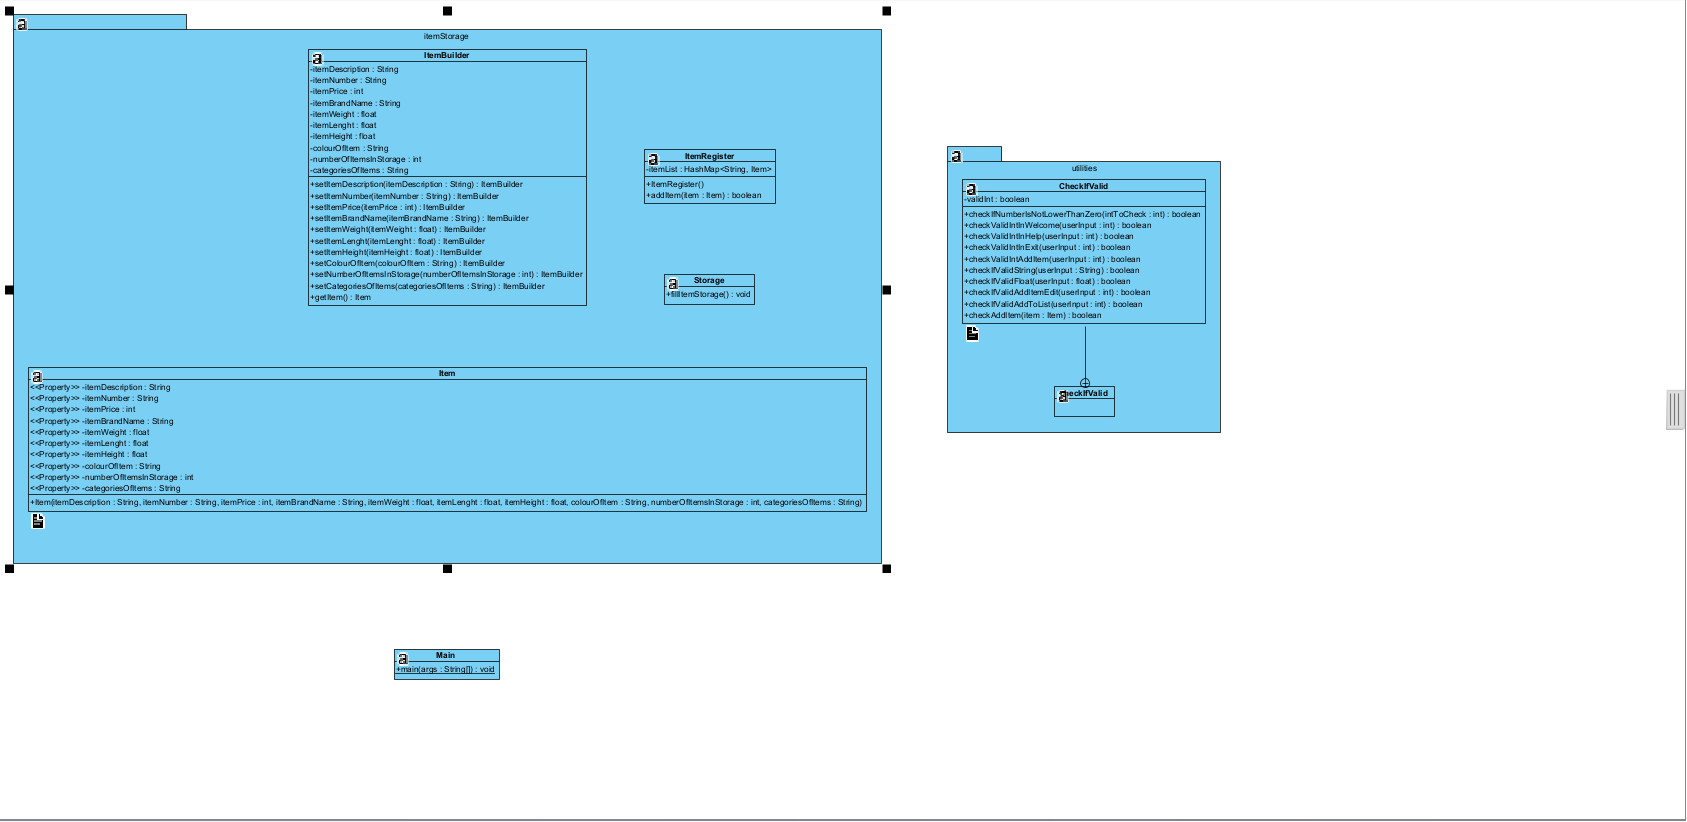 itemStorage
ItemBuilder
-itemDescription : String
-itemNumber : String
-itemPrice : int
-itemBrandName : String
-itemWeight : float
-itemLenght : float
-itemHeight : float
-colourOfItem : String
-numberOfItemsInStorage : int
-categoriesOfItems : String
+setItemDescription(itemDescription : String) : ItemBuilder
+setItemNumber(itemNumber : String) : ItemBuilder
+setItemPrice(itemPrice : int) : ItemBuilder
+setItemBrandName(itemBrandName : String) : ItemBuilder
+setItemWeight(itemWeight : float) : ItemBuilder
+setItemLenght(itemLenght : float) : ItemBuilder
+setItemHeight(itemHeight : float) : ItemBuilder
+setColourOfItem(colourOfItem : String) : ItemBuilder
+setNumberOfItemsInStorage(numberOfItemsInStorage : int) : ItemBuilder
+setCategoriesOfItems(categoriesOfItems : String) : ItemBuilder
+getItem() : Item
ItemRegister
-itemList : HashMap<String, Item>
+ItemRegister()
+addItem(item : Item) : boolean
Storage
+fillItemStorage() : void
Item
<<Property>> -itemDescription : String
<<Property>> -itemNumber : String
<<Property>> -itemPrice : int
<<Property>> -itemBrandName : String
<<Property>> -itemWeight : float
<<Property>> -itemLenght : float
<<Property>> -itemHeight : float
<<Property>> -colourOfItem : String
<<Property>> -numberOfItemsInStorage : int
<<Property>> -categoriesOfItems : String
+Item(itemDescription : String, itemNumber : String, itemPrice : int, itemBrandName : String, itemWeight : float, itemLenght : float, itemHeight : float, colourOfItem : String, numberOfItemsInStorage : int, categoriesOfItems : String)
utilities
CheckIfValid
-validInt : boolean
+checkIfNumberIsNotLowerThanZero(intToCheck : int) : boolean
+checkValidIntInWelcome(userInput : int) : boolean
+checkValidIntInHelp(userInput : int) : boolean
+checkValidIntInExit(userInput : int) : boolean
+checkValidIntAddItem(userInput : int) : boolean
+checkIfValidString(userInput : String) : boolean
+checkIfValidFloat(userInput : float) : boolean
+checkIfValidAddItemEdit(userInput : int) : boolean
+checkIfValidAddToList(userInput : int) : boolean
+checkAddItem(item : Item) : boolean
CheckIfValid
Main
+main(args : String[]) : void